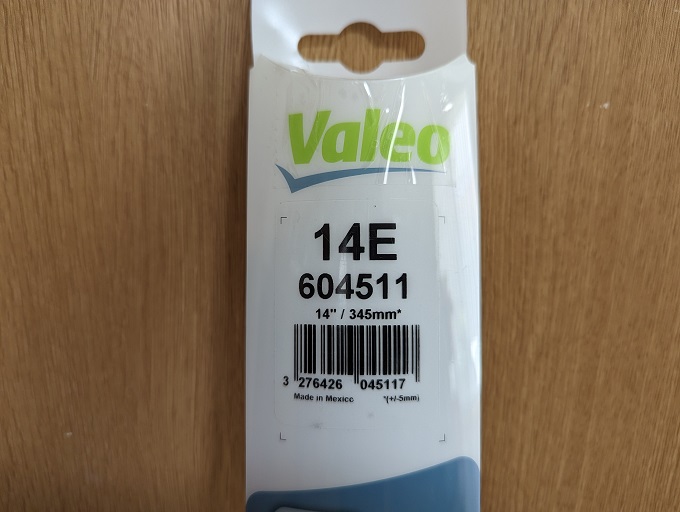 Valeo
14E
604511
14" / 345mm*
3 276426 045117
Made in Mexico *(+/-5mm)